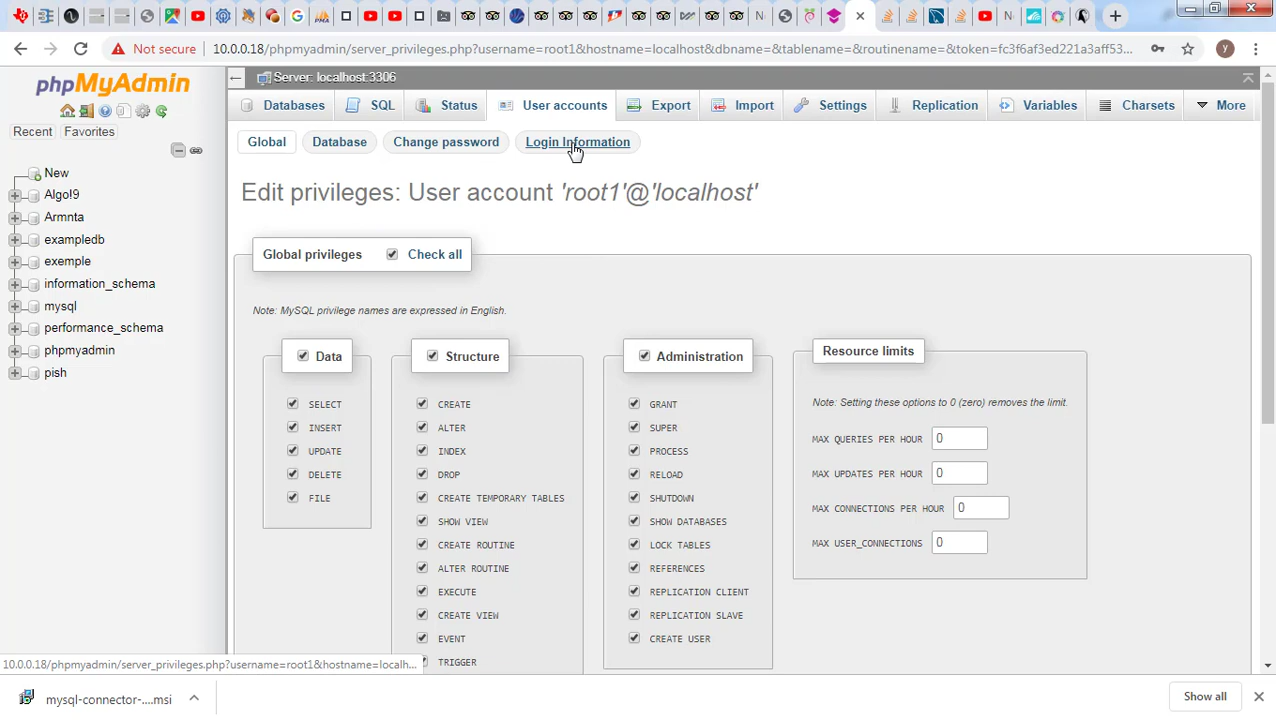 Not secure
10.0.0.18/phpmyadmin/server_privileges.php?username=root1&hostname=localhost&dbname=&tablename=&routinename=&token=fc3f6af3ed221a3aff53...
y
phpMyAdmin
Recent
Favorites
New
Algol9
Armnta
exampledb
exemple
information_schema
mysql
performance_schema
phpmyadmin
pish
Server: localhost:3306
Databases
SQL
Status
User accounts
Export
Import
Settings
Replication
Variables
Charsets
More
Global
Database
Change password
Login Information
Edit privileges: User account 'root1'@'localhost'
Global privileges
Check all
Note: MySQL privilege names are expressed in English.
Data
SELECT
INSERT
UPDATE
DELETE
FILE
Structure
CREATE
ALTER
INDEX
DROP
CREATE TEMPORARY TABLES
SHOW VIEW
CREATE ROUTINE
ALTER ROUTINE
EXECUTE
CREATE VIEW
EVENT
TRIGGER
Administration
GRANT
SUPER
PROCESS
RELOAD
SHUTDOWN
SHOW DATABASES
LOCK TABLES
REFERENCES
REPLICATION CLIENT
REPLICATION SLAVE
CREATE USER
Resource limits
Note: Setting these options to 0 (zero) removes the limit.
MAX QUERIES PER HOUR 0
MAX UPDATES PER HOUR 0
MAX CONNECTIONS PER HOUR 0
MAX USER_CONNECTIONS 0
10.0.0.18/phpmyadmin/server_privileges.php?username=root1&hostname=localh...
mysql-connector-....msi
Show all